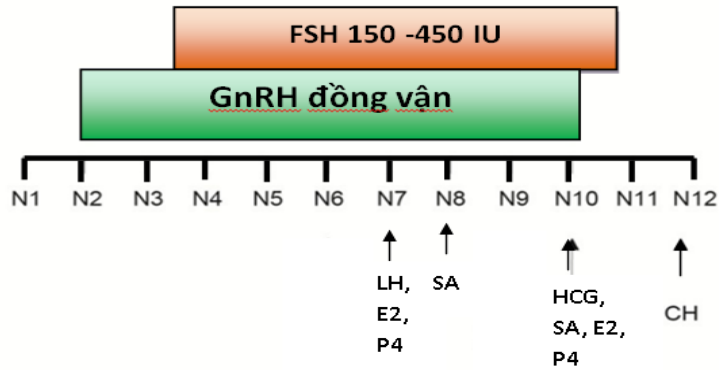 FSH 150 -450 IU
GnRH đồng vận
N1 N2 N3 N4 N5 N6 N7 N8 N9 N10 N11 N12
LH,
E2,
P4
SA
HCG,
SA, E2,
P4
CH